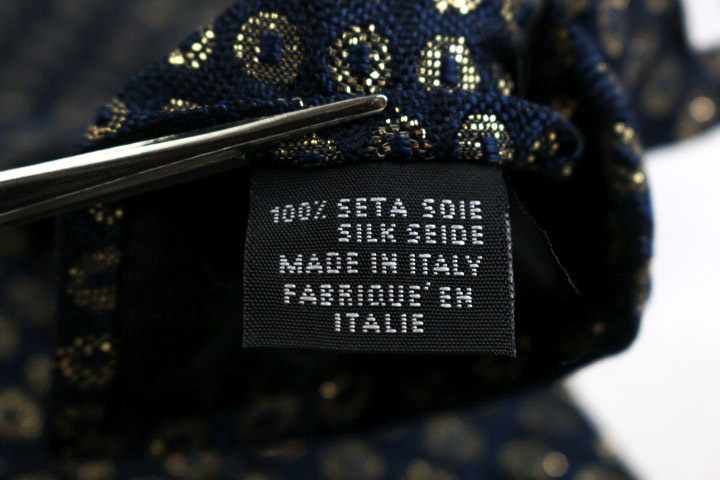 100% SETA SOIE
SILK SEIDE
MADE IN ITALY
FABRIQUE' EN
ITALIE